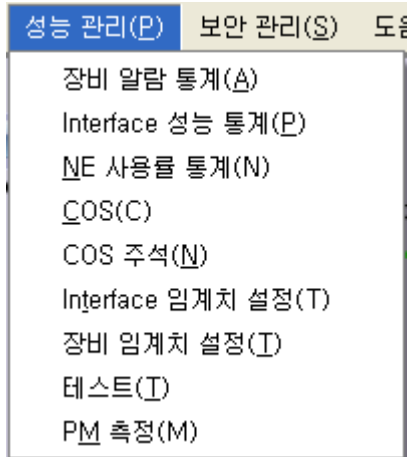 성능 관리(P) 보안 관리(S)
장비 알람 통계(A)
Interface 성능 통계(P)
NE 사용률 통계(N)
COS(C)
COS 주석(N)
Interface 임계치 설정(T)
장비 임계치 설정(T)
테스트(T)
PM 측정(M)